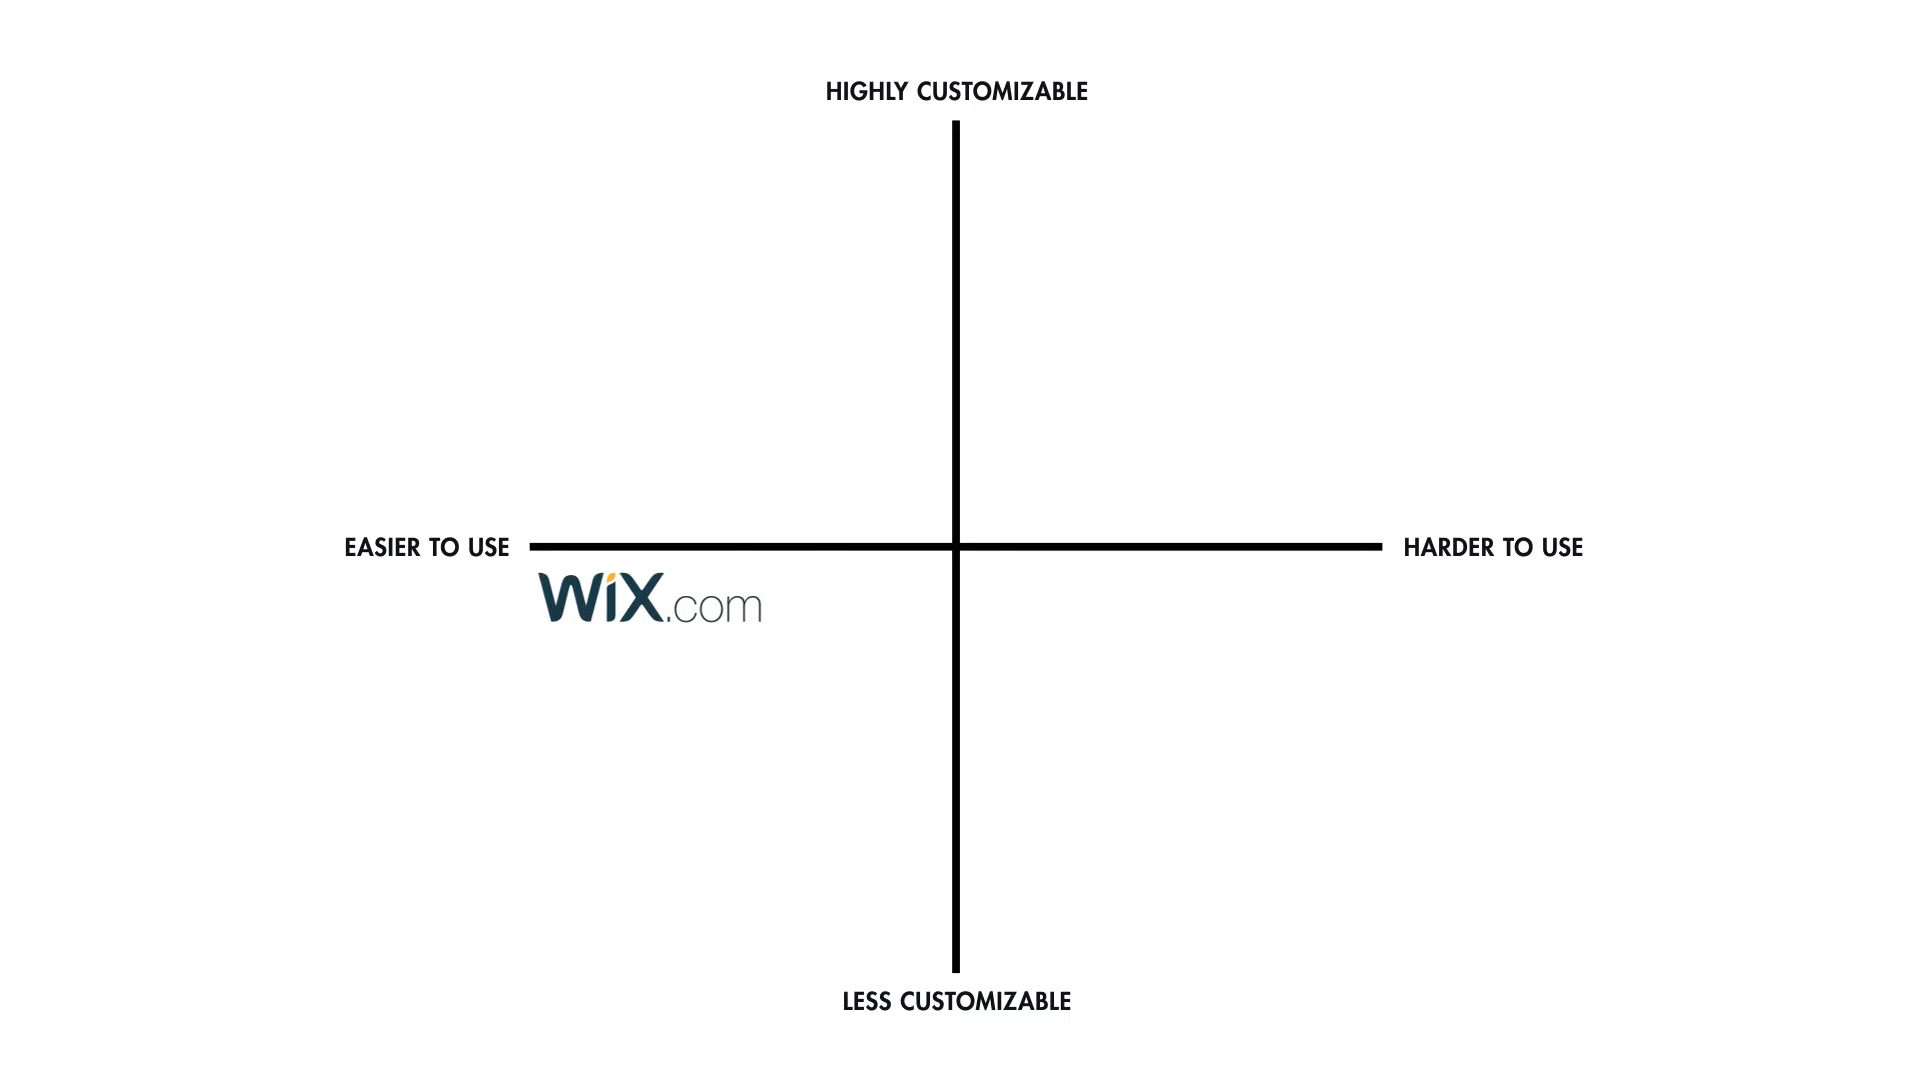 HIGHLY CUSTOMIZABLE
EASIER TO USE
HARDER TO USE
WiX.com
LESS CUSTOMIZABLE